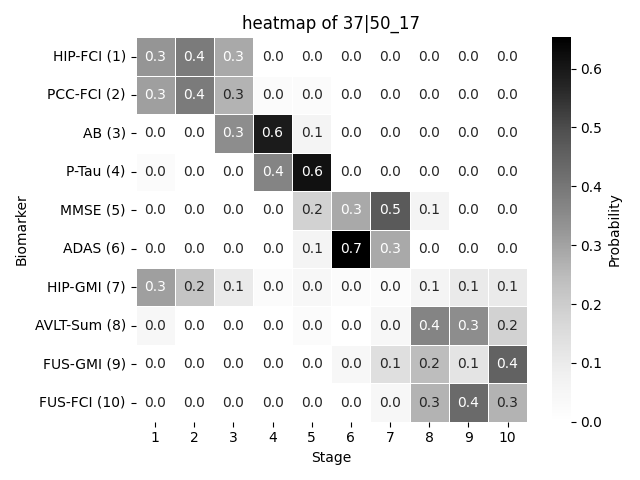 heatmap of 37|50_17
HIP-FCI (1) 0.3 0.4 0.3 0.0 0.0 0.0 0.0 0.0 0.0 0.0
PCC-FCI (2) 0.3 0.4 0.3 0.0 0.0 0.0 0.0 0.0 0.0 0.0
AB (3) 0.0 0.0 0.3 0.6 0.1 0.0 0.0 0.0 0.0 0.0
P-Tau (4) 0.0 0.0 0.0 0.4 0.6 0.0 0.0 0.0 0.0 0.0
MMSE (5) 0.0 0.0 0.0 0.0 0.2 0.3 0.5 0.1 0.0 0.0
ADAS (6) 0.0 0.0 0.0 0.0 0.1 0.7 0.3 0.0 0.0 0.0
HIP-GMI (7) 0.3 0.2 0.1 0.0 0.0 0.0 0.0 0.1 0.1 0.1
AVLT-Sum (8) 0.0 0.0 0.0 0.0 0.0 0.0 0.0 0.4 0.3 0.2
FUS-GMI (9) 0.0 0.0 0.0 0.0 0.0 0.0 0.1 0.2 0.1 0.4
FUS-FCI (10) 0.0 0.0 0.0 0.0 0.0 0.0 0.0 0.3 0.4 0.3
1 2 3 4 5 6 7 8 9 10
Stage
Biomarker
0.6
0.5
0.4
0.3
0.2
0.1
0.0
Probability